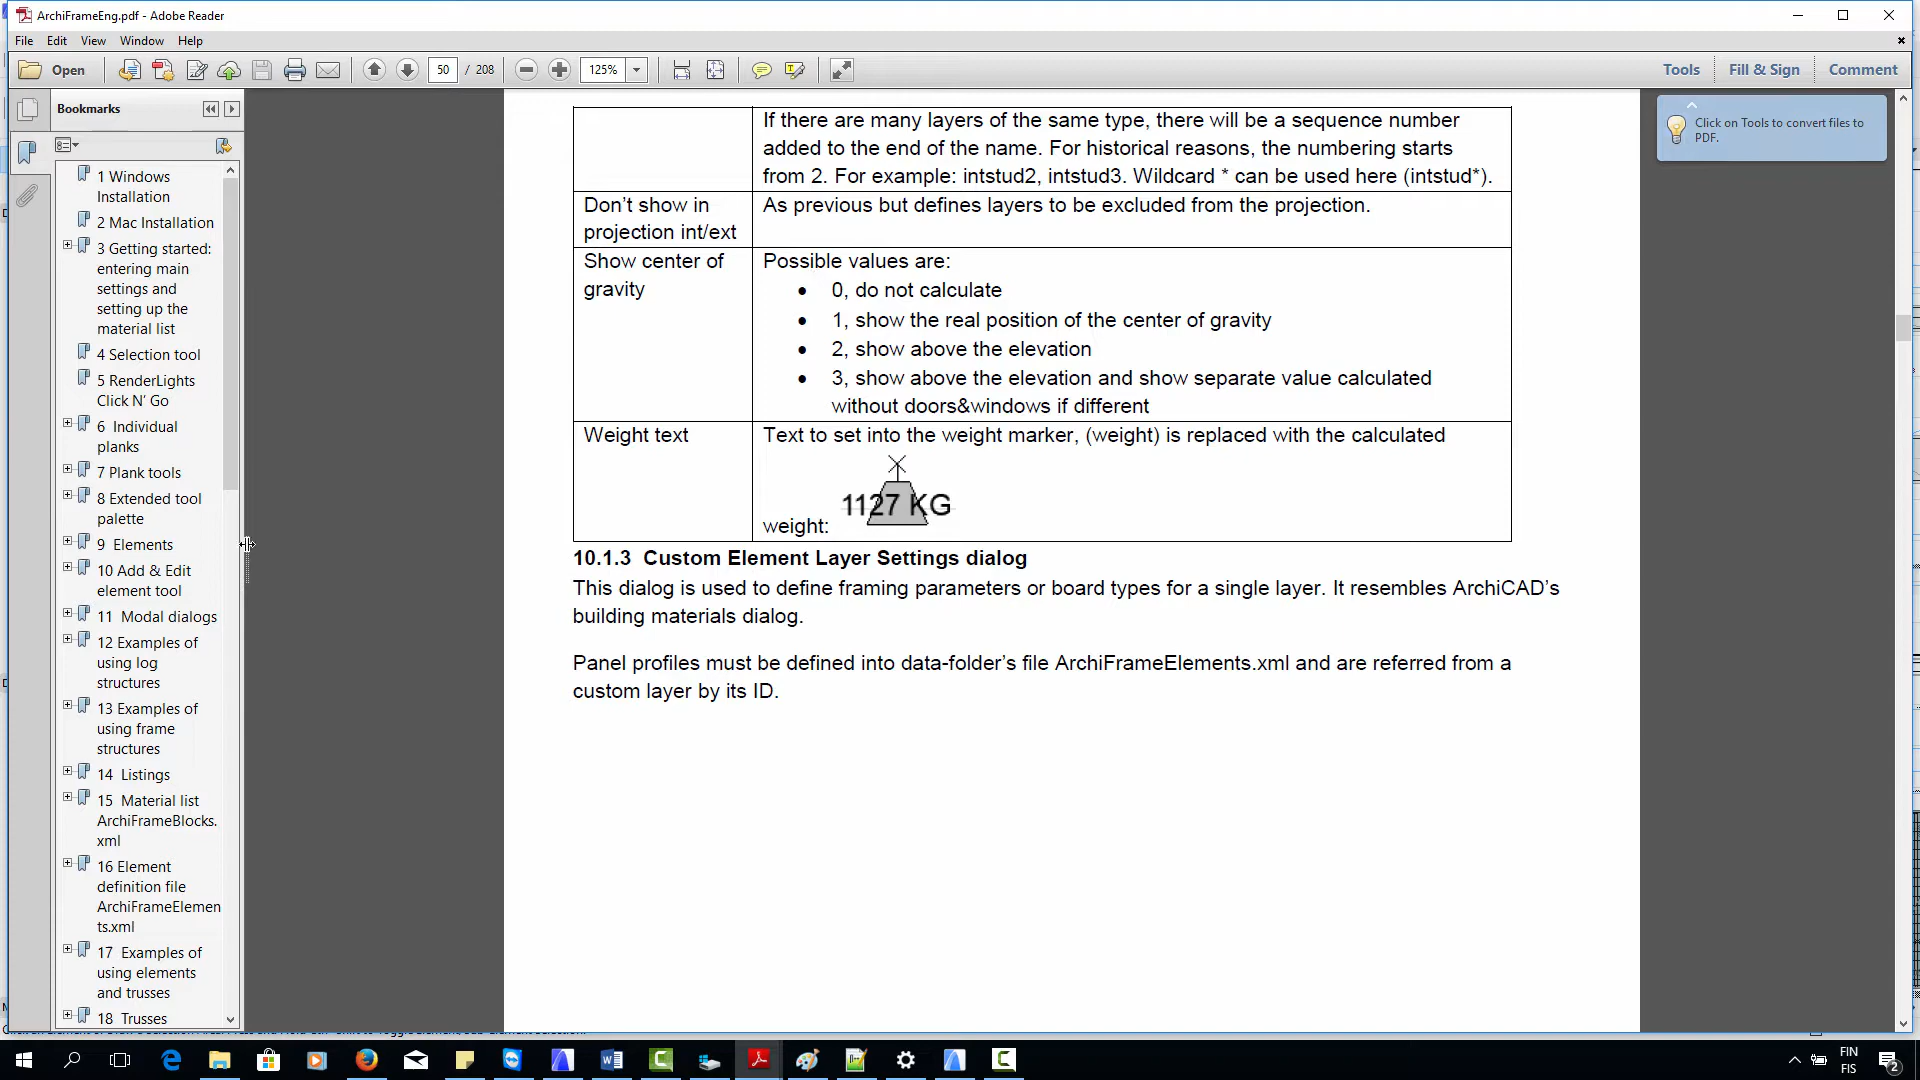 ArchiFrameEng.pdf - Adobe Reader
File Edit View Window Help
Open 50 / 208 125% Tools Fill & Sign Comment
Bookmarks
1 Windows
Installation
2 Mac Installation
3 Getting started:
entering main
settings and
setting up the
material list
4 Selection tool
5 RenderLights
Click N' Go
6 Individual
planks
7 Plank tools
8 Extended tool
palette
9 Elements
10 Add & Edit
element tool
11 Modal dialogs
12 Examples of
using log
structures
13 Examples of
using frame
structures
14 Listings
15 Material list
ArchiFrameBlocks.
xml
16 Element
definition file
ArchiFrameElemen
ts.xml
17 Examples of
using elements
and trusses
18 Trusses
If there are many layers of the same type, there will be a sequence number
added to the end of the name. For historical reasons, the numbering starts
from 2. For example: intstud2, intstud3. Wildcard * can be used here (intstud*).
Don't show in
projection int/ext
As previous but defines layers to be excluded from the projection.
Show center of
gravity
Possible values are:
• 0, do not calculate
• 1, show the real position of the center of gravity
• 2, show above the elevation
• 3, show above the elevation and show separate value calculated
without doors&windows if different
Weight text
Text to set into the weight marker, (weight) is replaced with the calculated
1127 KG
weight:
10.1.3 Custom Element Layer Settings dialog
This dialog is used to define framing parameters or board types for a single layer. It resembles ArchiCAD's
building materials dialog.
Panel profiles must be defined into data-folder's file ArchiFrameElements.xml and are referred from a
custom layer by its ID.
Click on Tools to convert files to
PDF.
FIN
FIS
2